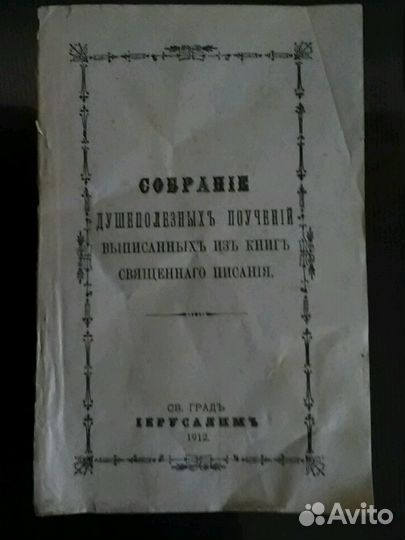 СОБРАНІЕ
ДУШЕПОЛЕЗНЫХЪ ПОУЧЕНІЙ
ВЫПИСАННЫХЪ ИЗЪ КНИГЪ
СВЯЩЕННАГО ПИСАНІЯ.
СВ. ГРАДЪ
ІЕРУСАЛИМЪ
1912.
Avito